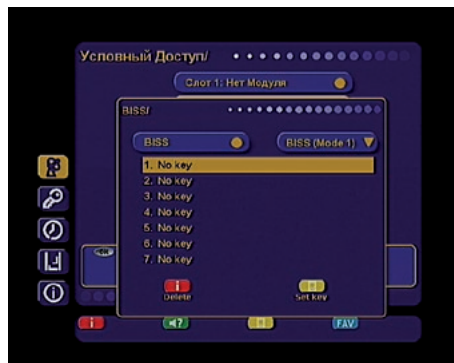 Условный Доступ/
Слот 1: Нет Модуля
BISS/
BISS
BISS (Mode 1)
1. No key
2. No key
3. No key
4. No key
5. No key
6. No key
7. No key
Delete
Set key
FAV